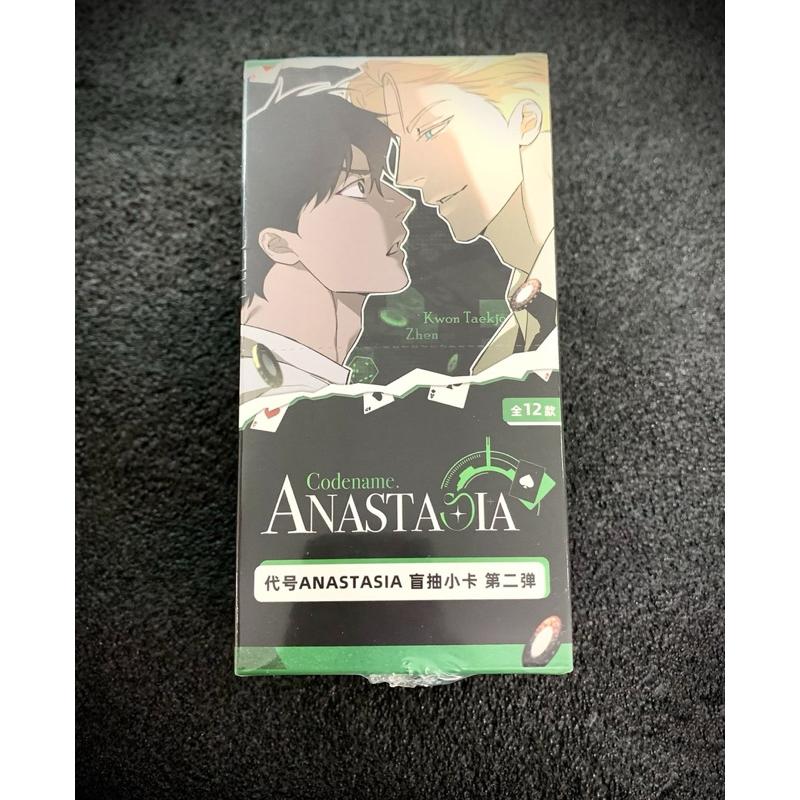 Kwon Taekjo
Zhen
全12款
Codename.
ANASTASIA
代号ANASTASIA 盲抽小卡 第二弹